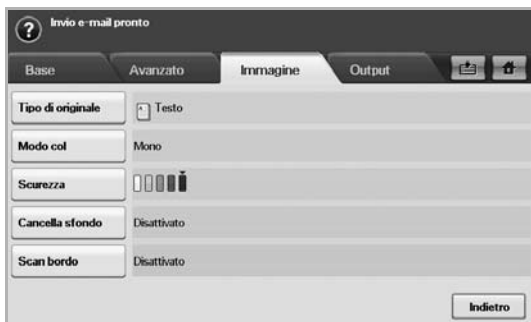 Invio e-mail pronto
Base Avanzato Immagine Output
Tipo di originale Testo
Modo col Mono
Scurezza
Cancella sfondo Disattivato
Scan bordo Disattivato
Indietro